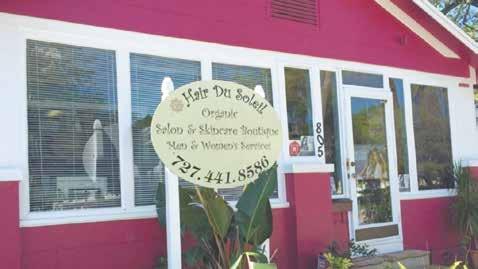 Hair Du Soleil
Organic
Salon & Skincare Boutique
Men & Women's Services
727.441.8586
805